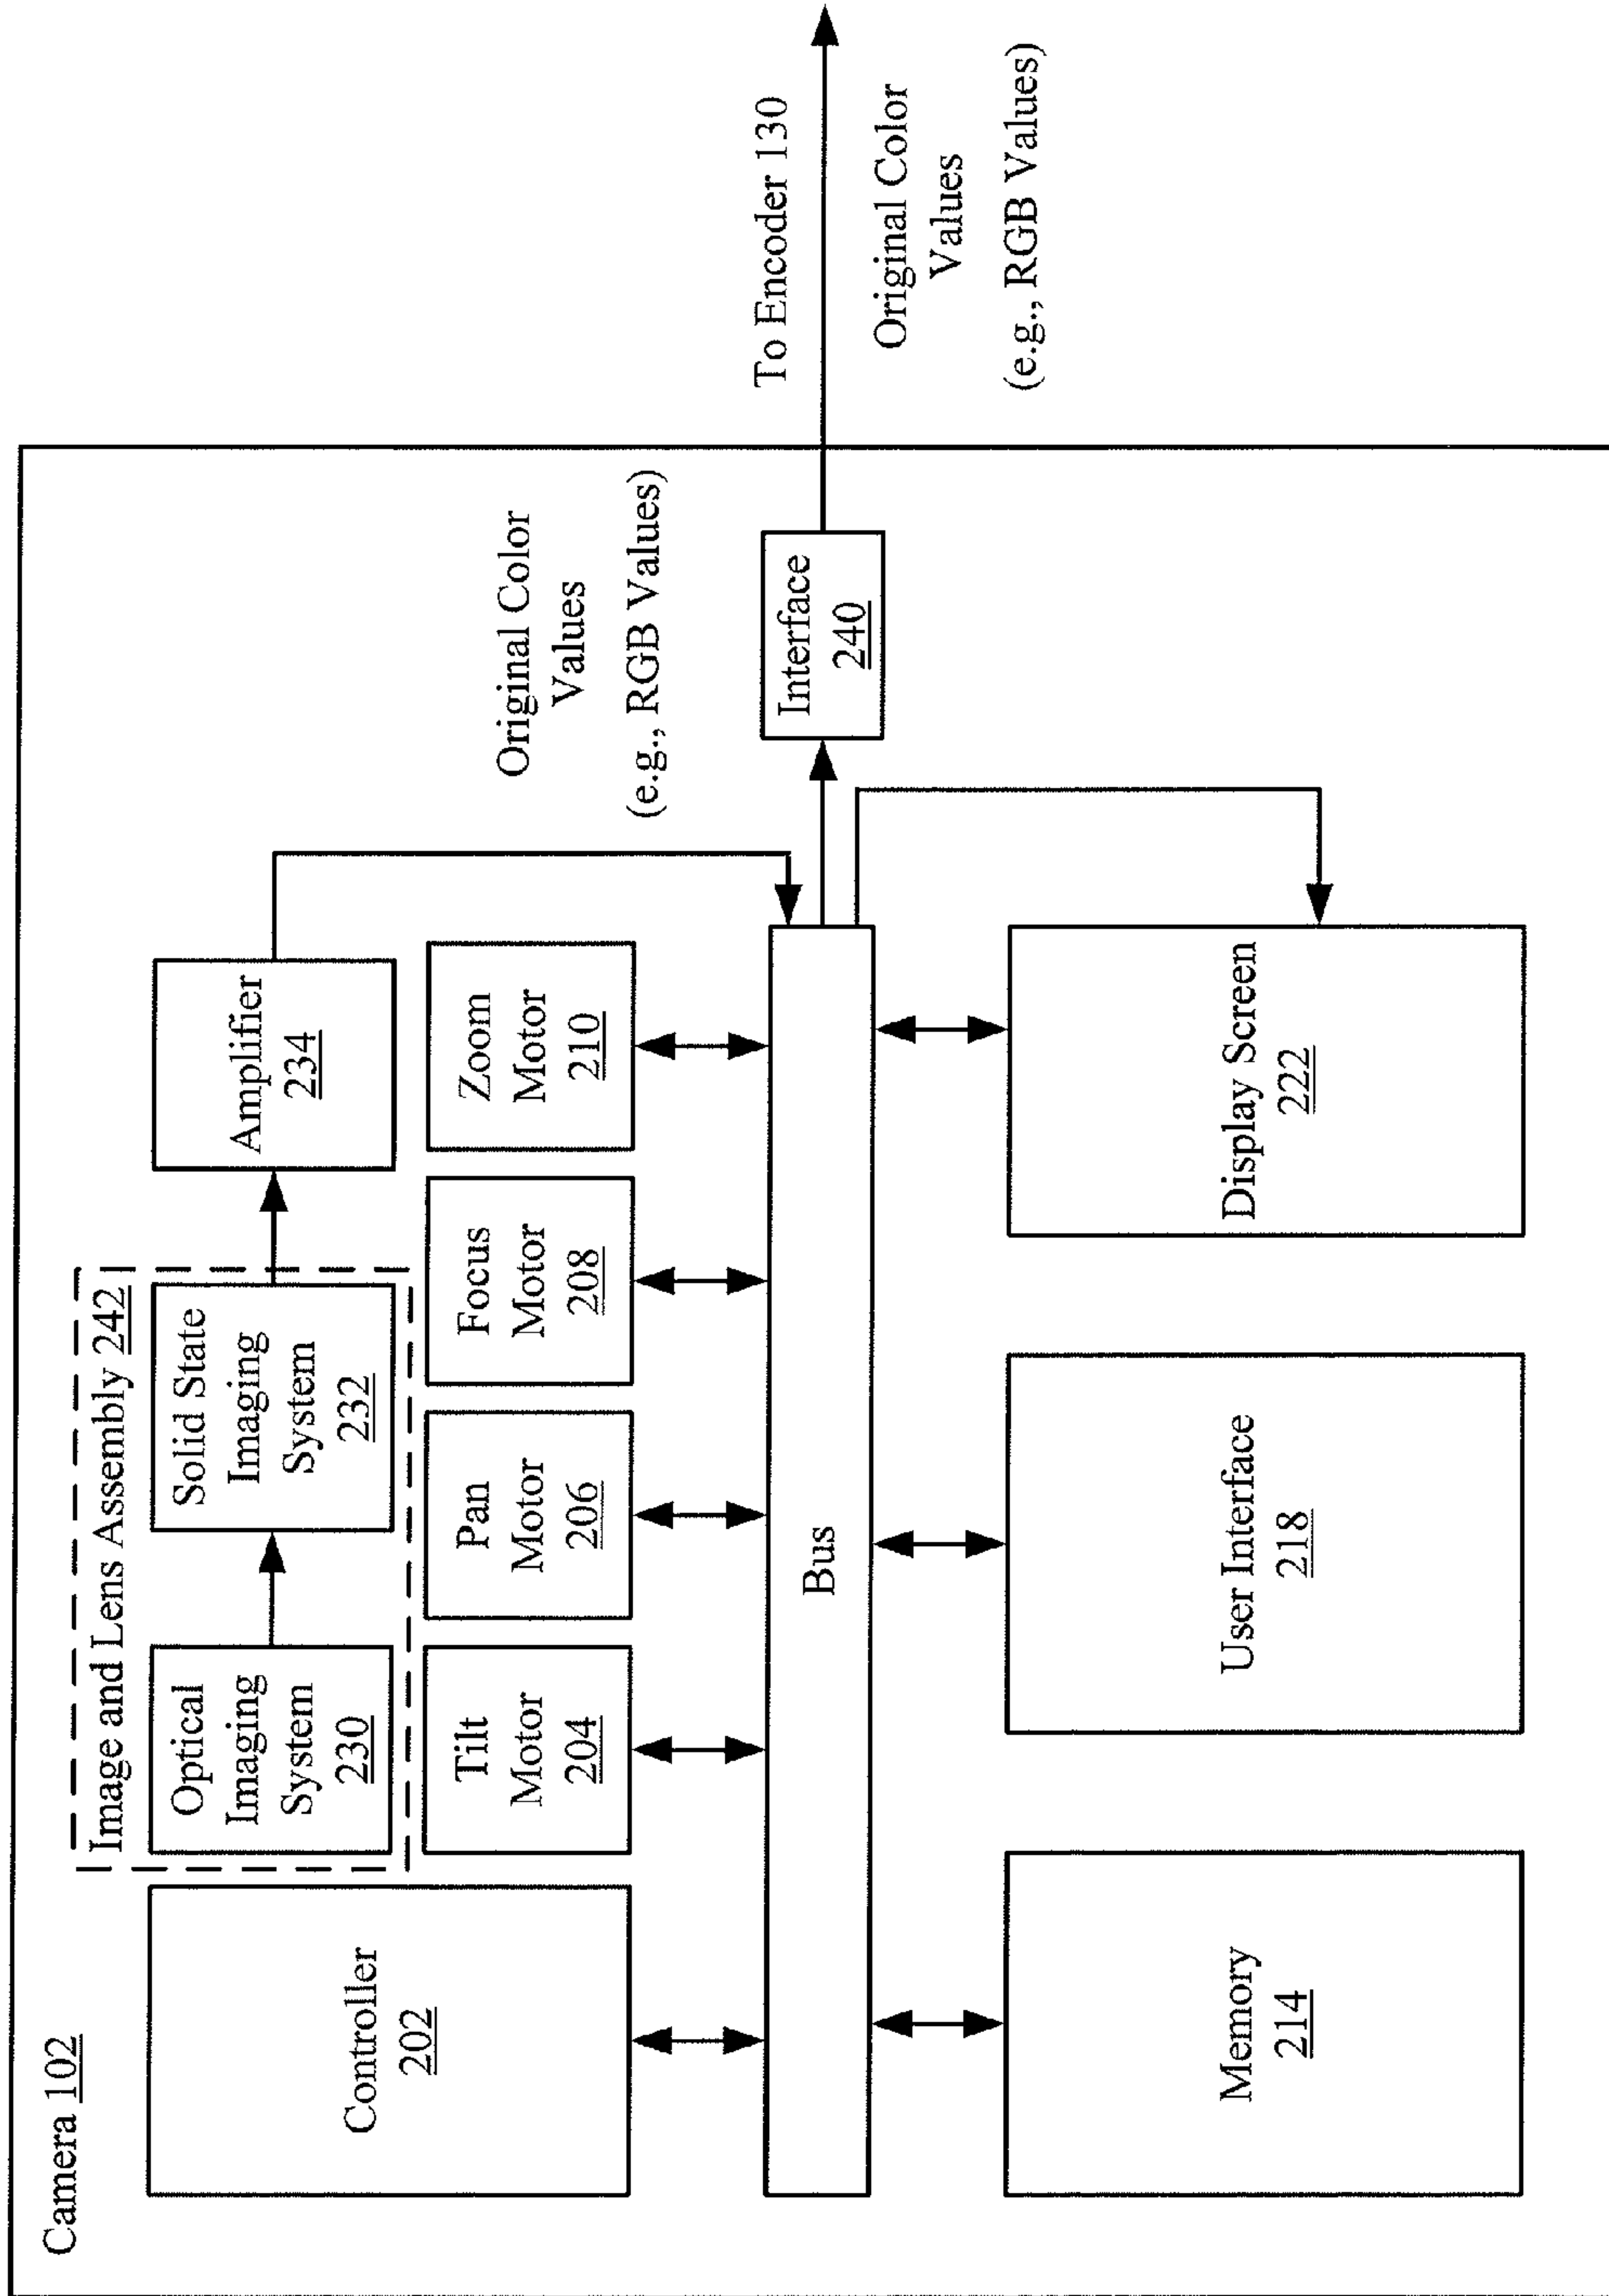 Camera 102
Image and Lens Assembly 242
Optical
Imaging
System
230
Solid State
Imaging
System
232
Amplifier
234
Controller
202
Tilt
Motor
204
Pan
Motor
206
Focus
Motor
208
Zoom
Motor
210
Original Color
Values
(e.g., RGB Values)
Bus
Interface
240
To Encoder 130
Original Color
Values
(e.g., RGB Values)
Memory
214
User Interface
218
Display Screen
222